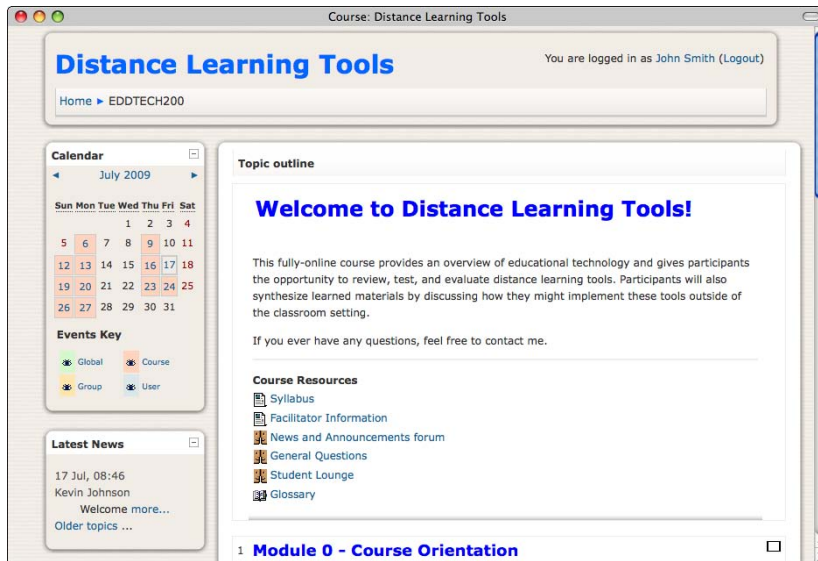 Course: Distance Learning Tools
Distance Learning Tools
You are logged in as John Smith (Logout)
Home ► EDDTECH200
Calendar
◄ July 2009 ►
Sun Mon Tue Wed Thu Fri Sat
1 2 3 4
5 6 7 8 9 10 11
12 13 14 15 16 17 18
19 20 21 22 23 24 25
26 27 28 29 30 31
Events Key
Global Course
Group User
Latest News
17 Jul, 08:46
Kevin Johnson
Welcome more...
Older topics ...
Topic outline
Welcome to Distance Learning Tools!
This fully-online course provides an overview of educational technology and gives participants
the opportunity to review, test, and evaluate distance learning tools. Participants will also
synthesize learned materials by discussing how they might implement these tools outside of
the classroom setting.
If you ever have any questions, feel free to contact me.
Course Resources
Syllabus
Facilitator Information
News and Announcements forum
General Questions
Student Lounge
Glossary
1 Module 0 - Course Orientation